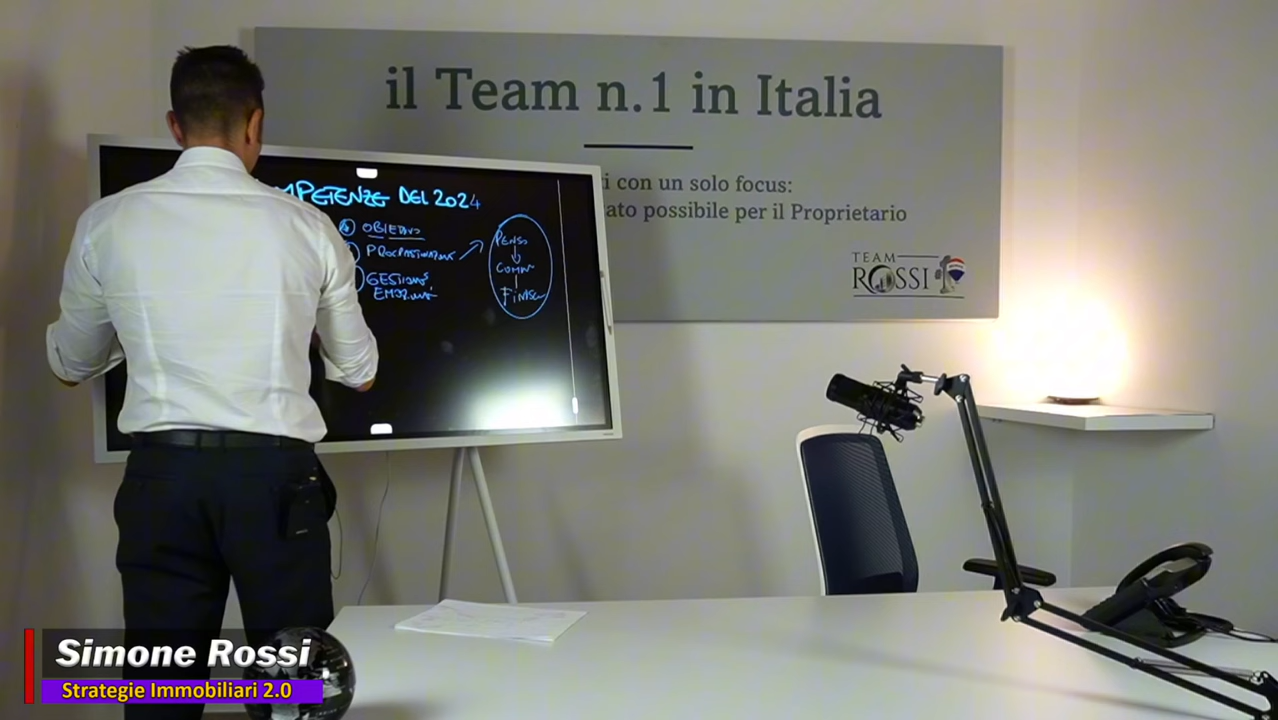 il Team n.1 in Italia
i con un solo focus:
ato possibile per il Proprietario
TEAM
ROSSI
MPETENZE DEL 2024
OBIETTIVO
PROCRASTINAZIONE
GESTIONE
EMOZIONI
PENSO
FINISCO
Simone Rossi
Strategie Immobiliari 2.0